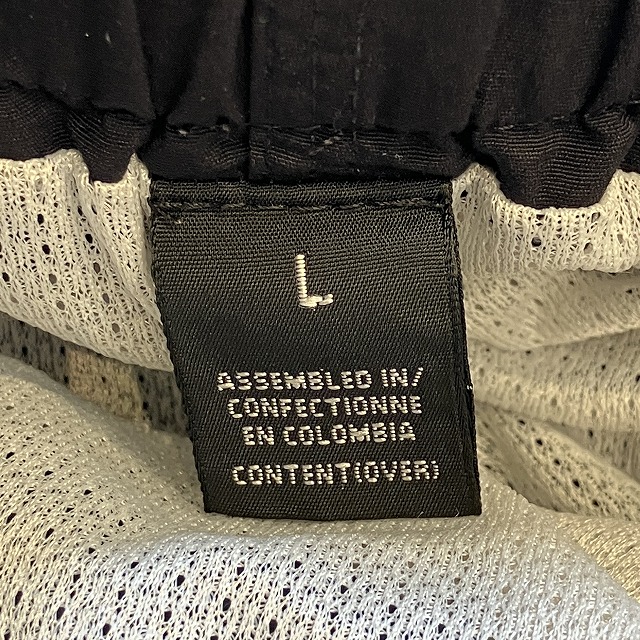 L
ASSEMBLED IN/
CONFECTIONNE
EN COLOMBIA
CONTENT(OVER)